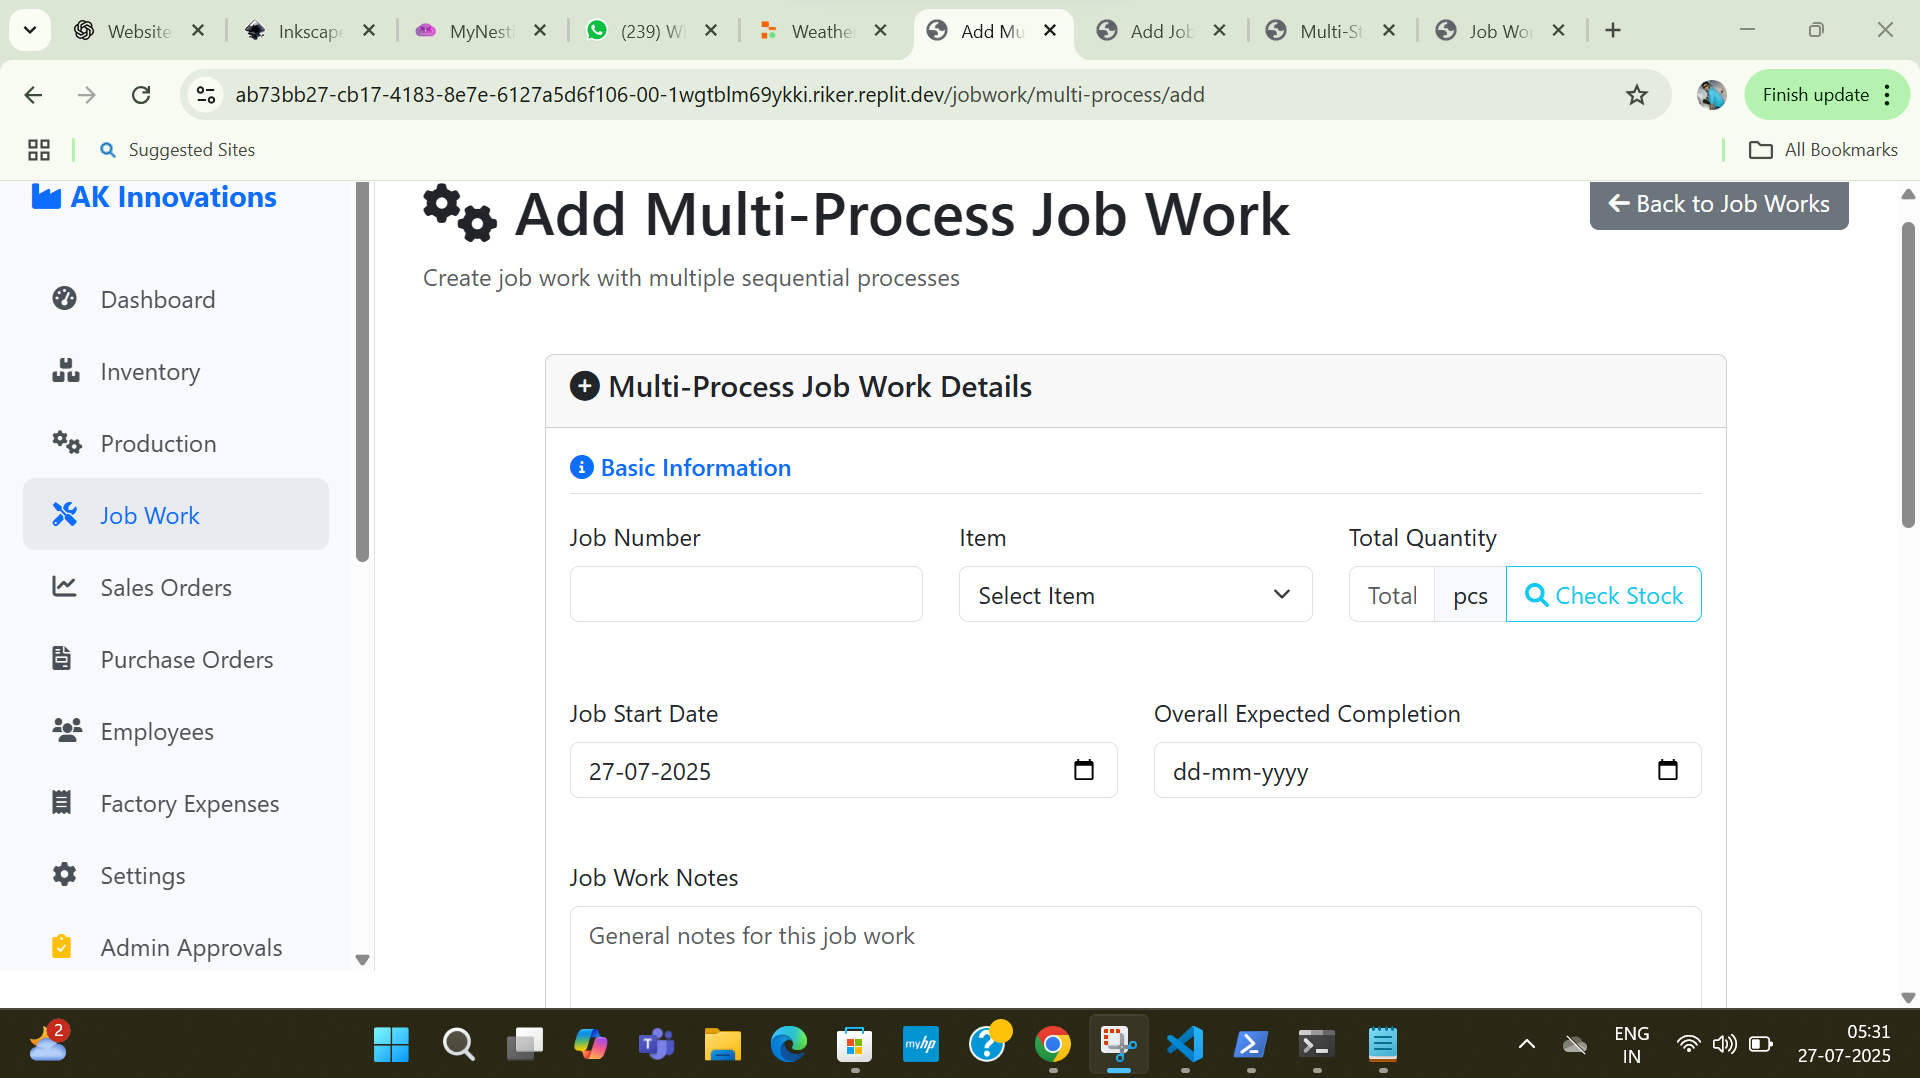 Website
Inkscape
MyNesti
(239) W
Weathe
Add Mu
Add Job
Multi-St
Job Wor
ab73bb27-cb17-4183-8e7e-6127a5d6f106-00-1wgtblm69ykki.riker.replit.dev/jobwork/multi-process/add
Finish update
Suggested Sites
All Bookmarks
AK Innovations
Dashboard
Inventory
Production
Job Work
Sales Orders
Purchase Orders
Employees
Factory Expenses
Settings
Admin Approvals
Add Multi-Process Job Work
Back to Job Works
Create job work with multiple sequential processes
Multi-Process Job Work Details
Basic Information
Job Number
Item
Total Quantity
Select Item
Total
pcs
Check Stock
Job Start Date
Overall Expected Completion
27-07-2025
dd-mm-yyyy
Job Work Notes
General notes for this job work
2
myhp
ENG
IN
05:31
27-07-2025